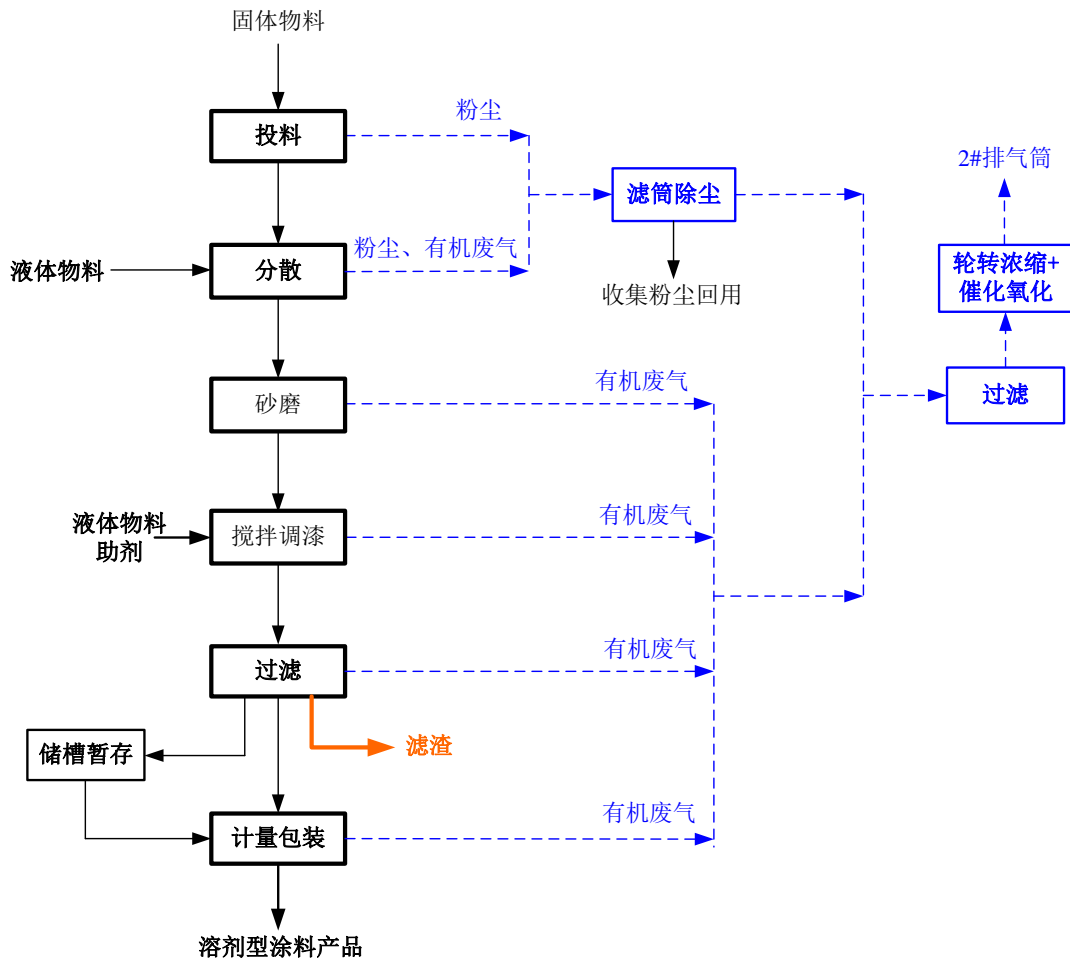 固体物料
投料
粉尘
滤筒除尘
2#排气筒
液体物料
分散
粉尘、有机废气
收集粉尘回用
轮转浓缩+
催化氧化
砂磨
有机废气
过滤
液体物料
助剂
搅拌调漆
有机废气
过滤
有机废气
滤渣
储槽暂存
计量包装
有机废气
溶剂型涂料产品